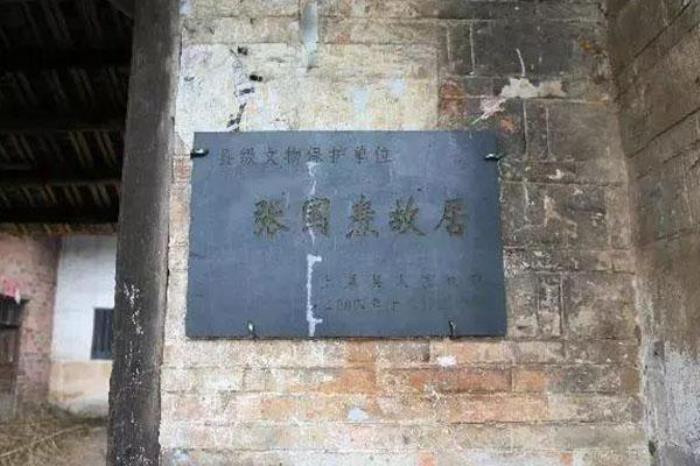 县级文物保护单位
张国焘故居
上栗县人民政府